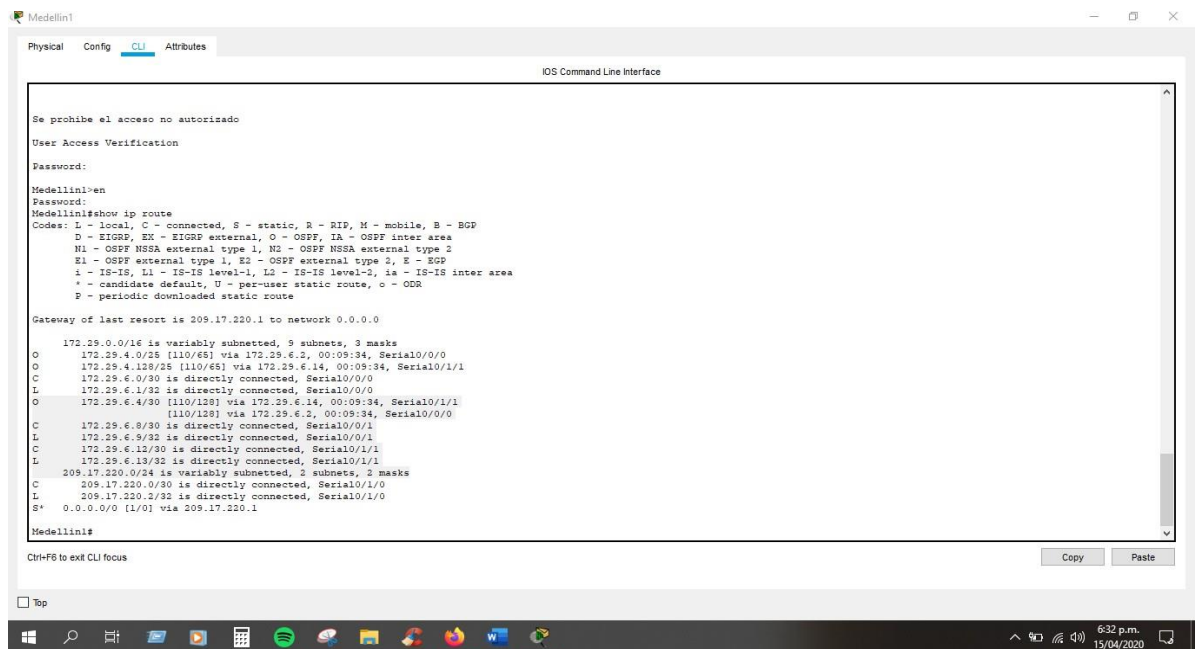 Medellin1
Physical Config CLI Attributes
IOS Command Line Interface
Se prohibe el acceso no autorizado
User Access Verification
Password:
Medellin1>en
Password:
Medellin1#show ip route
Codes: L - local, C - connected, S - static, R - RIP, M - mobile, B - BGP
D - EIGRP, EX - EIGRP external, O - OSPF, IA - OSPF inter area
N1 - OSPF NSSA external type 1, N2 - OSPF NSSA external type 2
E1 - OSPF external type 1, E2 - OSPF external type 2, E - EGP
i - IS-IS, L1 - IS-IS level-1, L2 - IS-IS level-2, ia - IS-IS inter area
* - candidate default, U - per-user static route, o - ODR
P - periodic downloaded static route
Gateway of last resort is 209.17.220.1 to network 0.0.0.0
172.29.0.0/16 is variably subnetted, 9 subnets, 3 masks
O 172.29.4.0/25 [110/65] via 172.29.6.2, 00:09:34, Serial0/0/0
O 172.29.4.128/25 [110/65] via 172.29.6.14, 00:09:34, Serial0/1/1
C 172.29.6.0/30 is directly connected, Serial0/0/0
L 172.29.6.1/32 is directly connected, Serial0/0/0
O 172.29.6.4/30 [110/128] via 172.29.6.14, 00:09:34, Serial0/1/1
[110/128] via 172.29.6.2, 00:09:34, Serial0/0/0
C 172.29.6.8/30 is directly connected, Serial0/0/1
L 172.29.6.9/32 is directly connected, Serial0/0/1
C 172.29.6.12/30 is directly connected, Serial0/1/1
L 172.29.6.13/32 is directly connected, Serial0/1/1
209.17.220.0/24 is variably subnetted, 2 subnets, 2 masks
C 209.17.220.0/30 is directly connected, Serial0/1/0
L 209.17.220.2/32 is directly connected, Serial0/1/0
S* 0.0.0.0/0 [1/0] via 209.17.220.1
Medellin1#
Ctrl+F6 to exit CLI focus
Copy Paste
Top
6:32 p.m.
15/04/2020